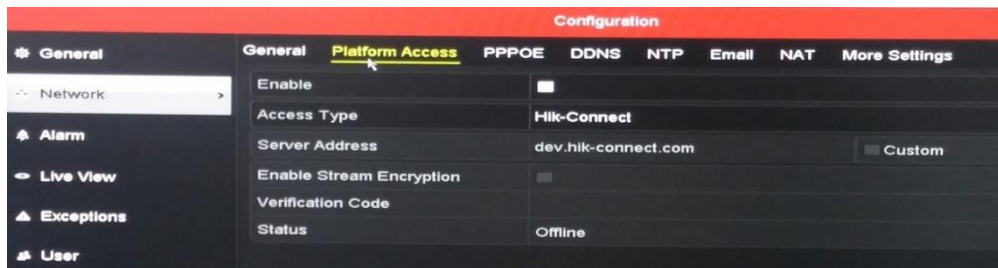 Configuration
General
Network
Alarm
Live View
Exceptions
User
General Platform Access PPPOE DDNS NTP Email NAT More Settings
Enable
Access Type Hik-Connect
Server Address dev.hik-connect.com Custom
Enable Stream Encryption
Verification Code
Status Offline